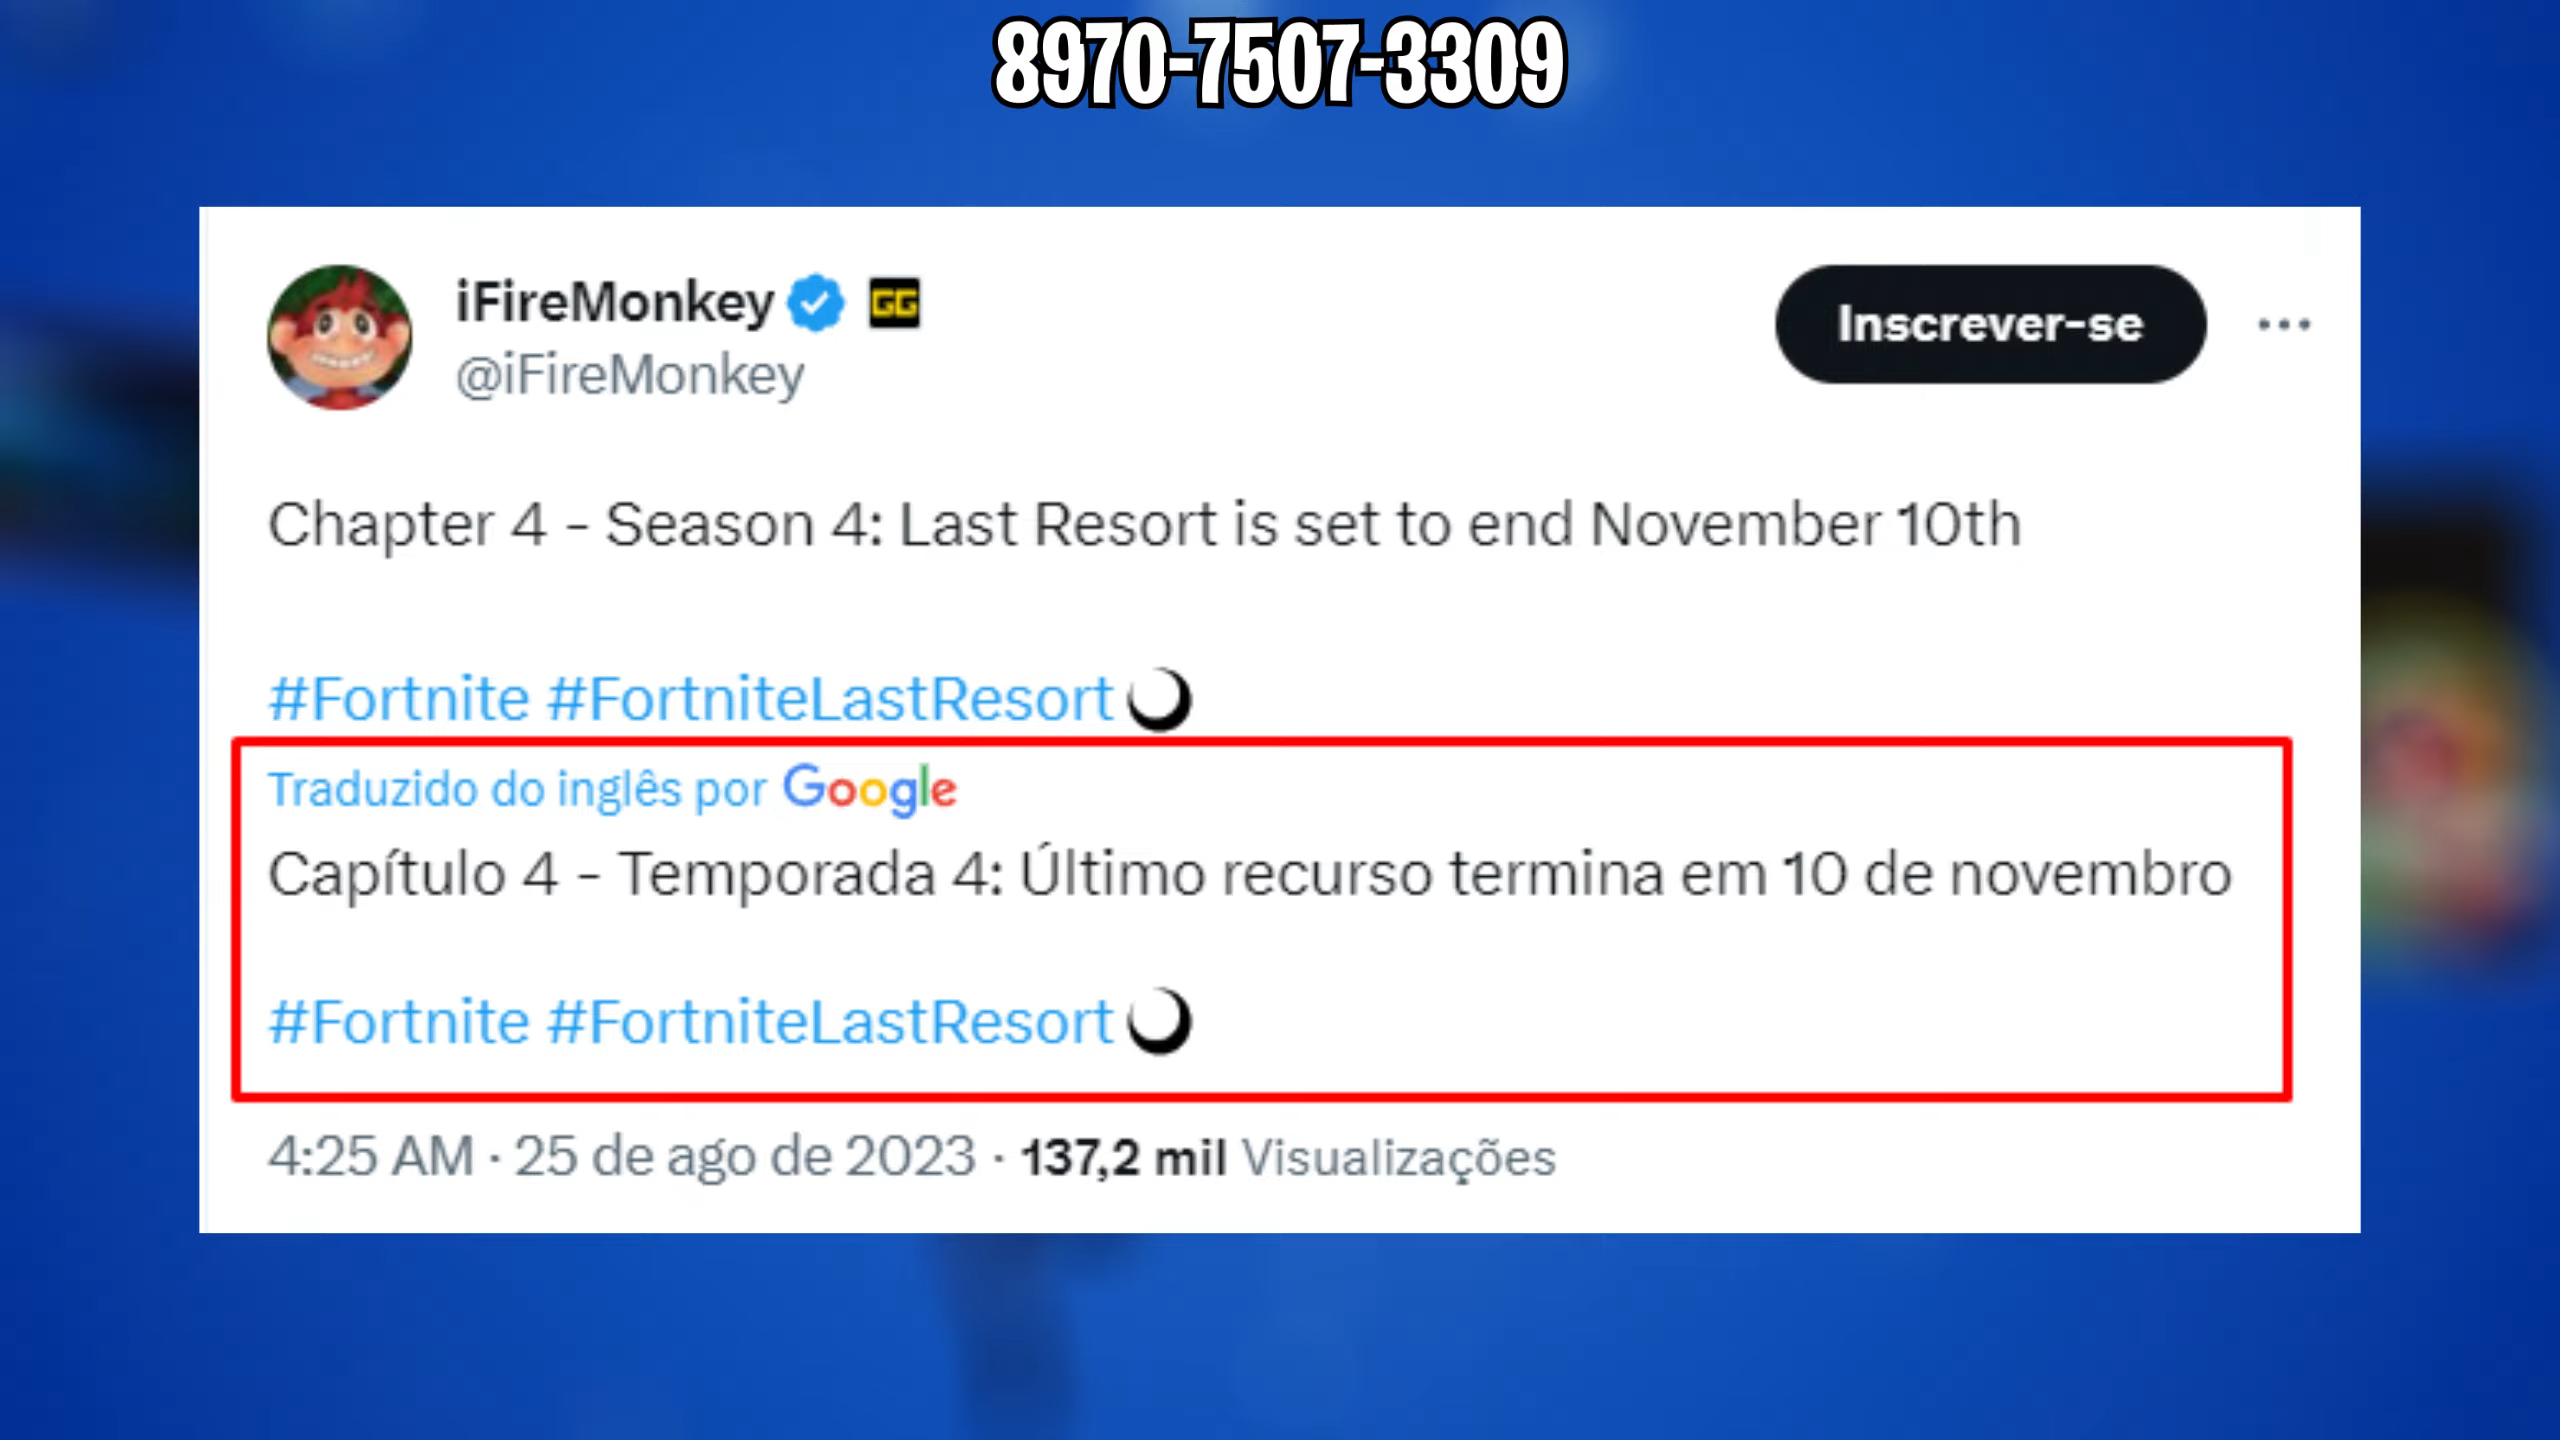 8970-7507-3309
iFireMonkey GG
@iFireMonkey
Inscrever-se
Chapter 4 - Season 4: Last Resort is set to end November 10th
#Fortnite #FortniteLastResort
Traduzido do inglês por Google
Capítulo 4 - Temporada 4: Último recurso termina em 10 de novembro
#Fortnite #FortniteLastResort
4:25 AM · 25 de ago de 2023 · 137,2 mil Visualizações